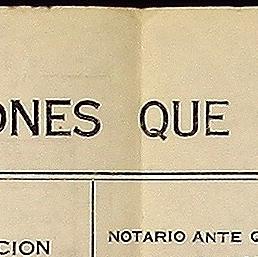 ONES QUE
NOTARIO ANTE
CION